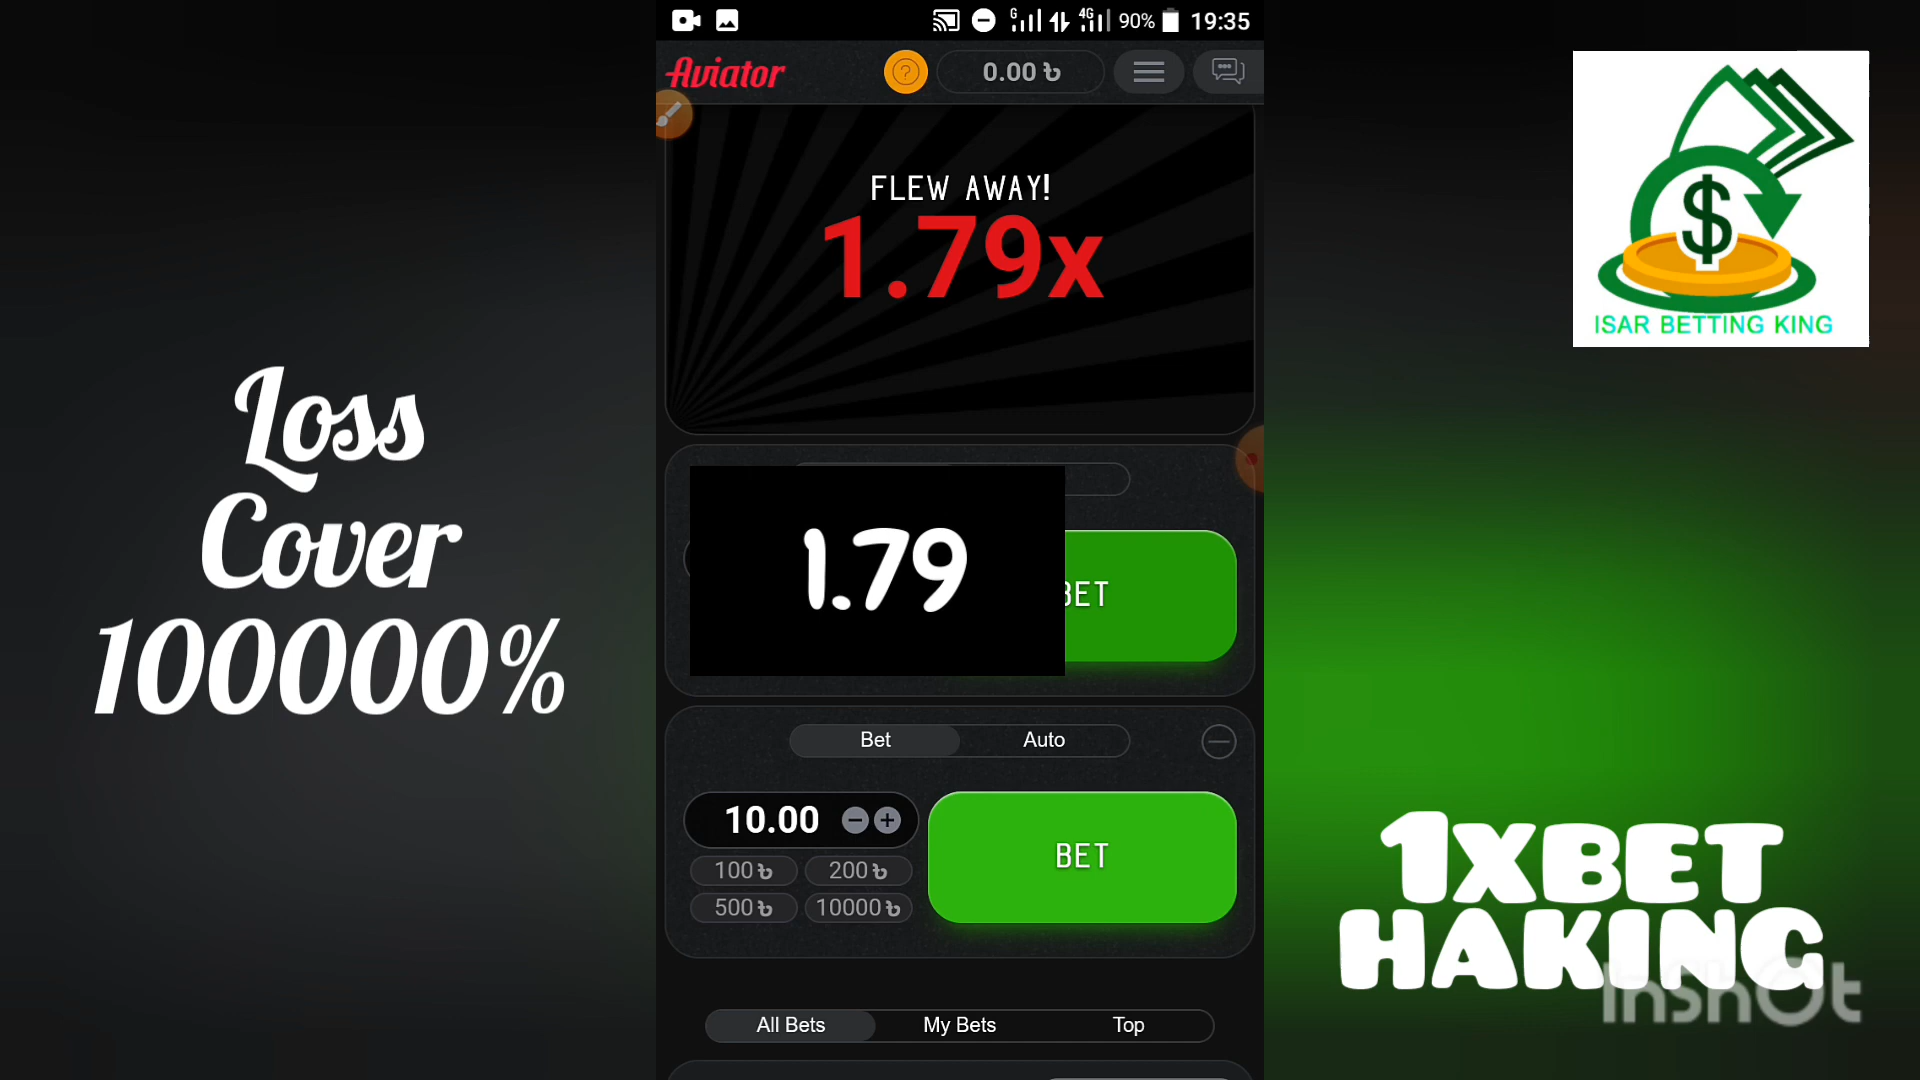 G 4G 90% 19:35
Aviator
? 0.00 ৳
FLEW AWAY!
1.79x
1.79
BET
Bet Auto
10.00 − +
100 ৳ 200 ৳
500 ৳ 10000 ৳
BET
All Bets My Bets Top
Loss
Cover
100000%
$
ISAR BETTING KING
1XBET
HAKING
InShOt